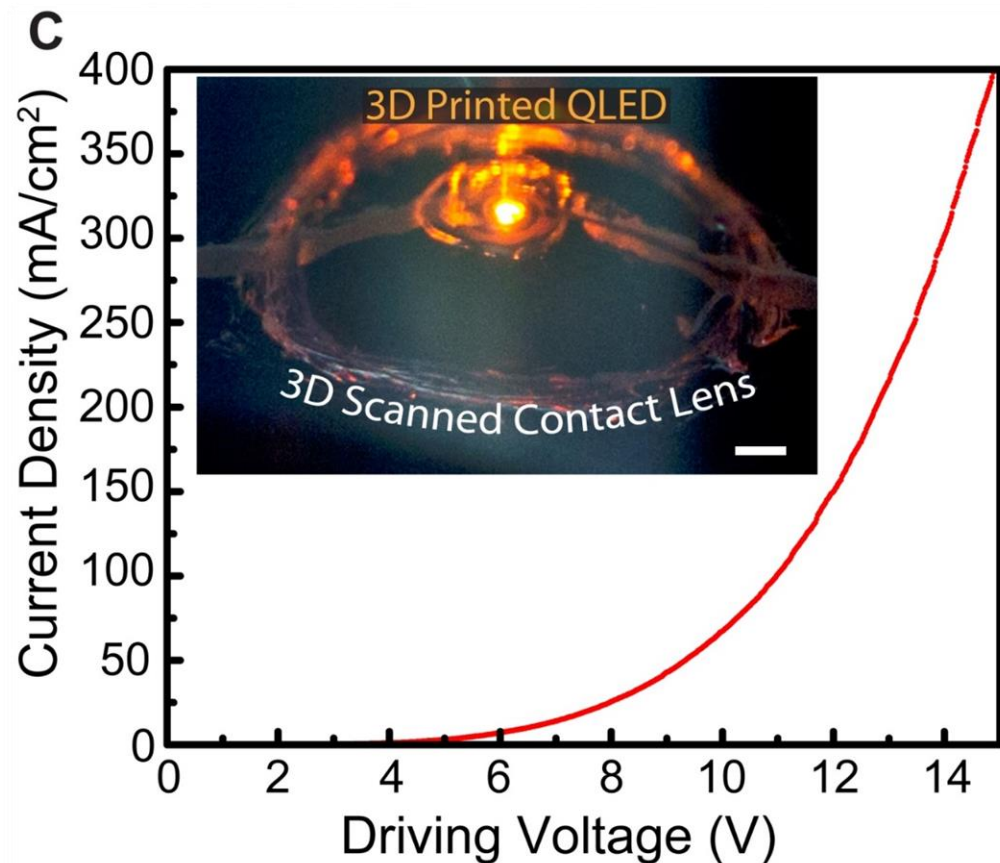 C
400
350
300
250
200
150
100
50
0
Current Density (mA/cm²)
3D Printed QLED
3D Scanned Contact Lens
0 2 4 6 8 10 12 14
Driving Voltage (V)